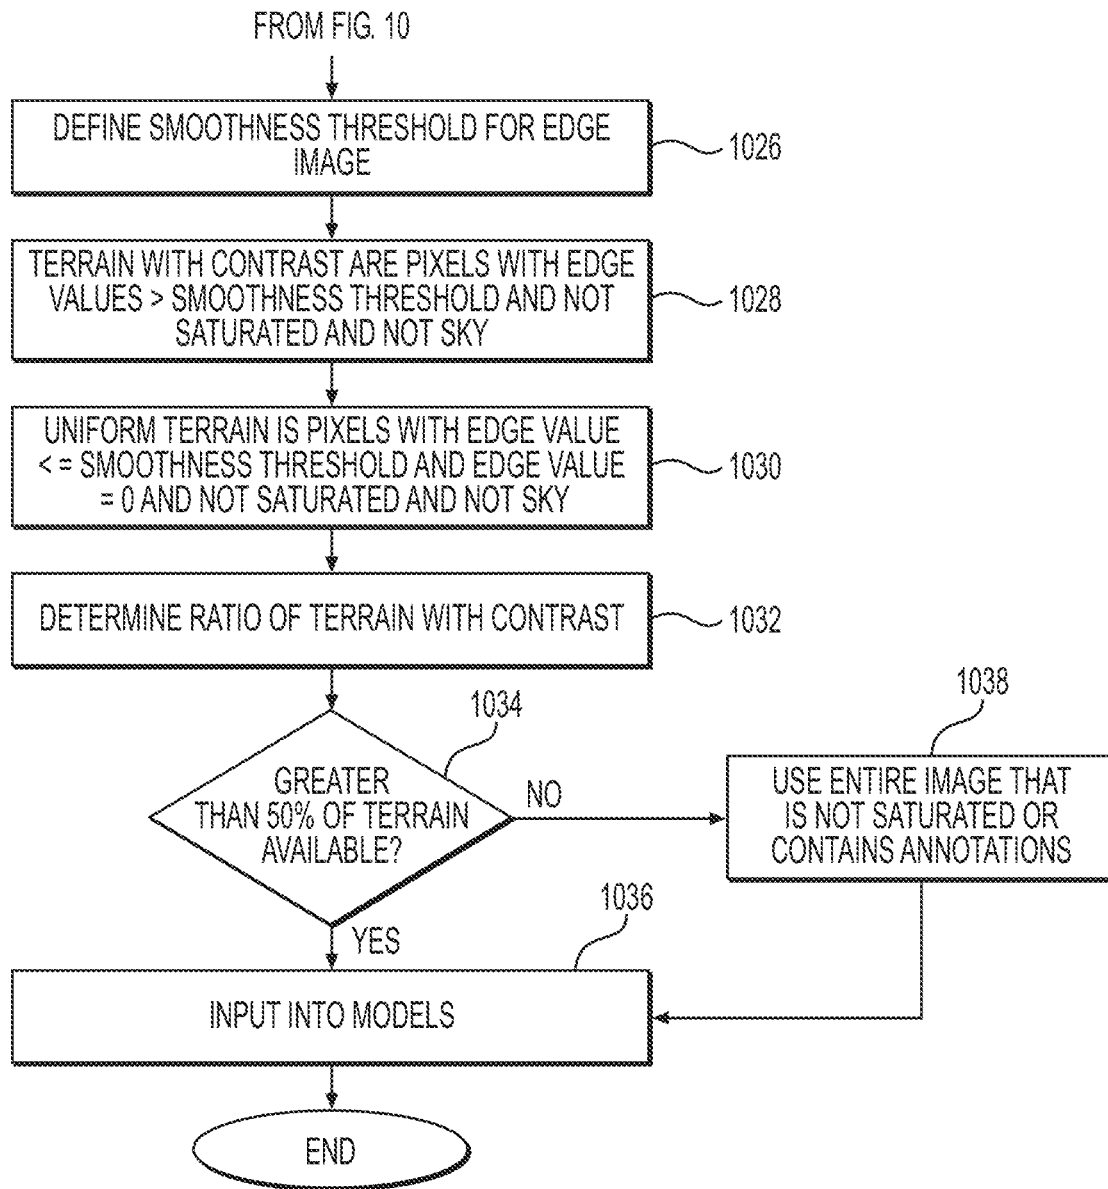 FROM FIG. 10
DEFINE SMOOTHNESS THRESHOLD FOR EDGE
IMAGE
1026
TERRAIN WITH CONTRAST ARE PIXELS WITH EDGE
VALUES > SMOOTHNESS THRESHOLD AND NOT
SATURATED AND NOT SKY
1028
UNIFORM TERRAIN IS PIXELS WITH EDGE VALUE
< = SMOOTHNESS THRESHOLD AND EDGE VALUE
= 0 AND NOT SATURATED AND NOT SKY
1030
DETERMINE RATIO OF TERRAIN WITH CONTRAST
1032
1034
GREATER
THAN 50% OF TERRAIN
AVAILABLE?
NO
1038
USE ENTIRE IMAGE THAT
IS NOT SATURATED OR
CONTAINS ANNOTATIONS
YES
1036
INPUT INTO MODELS
END